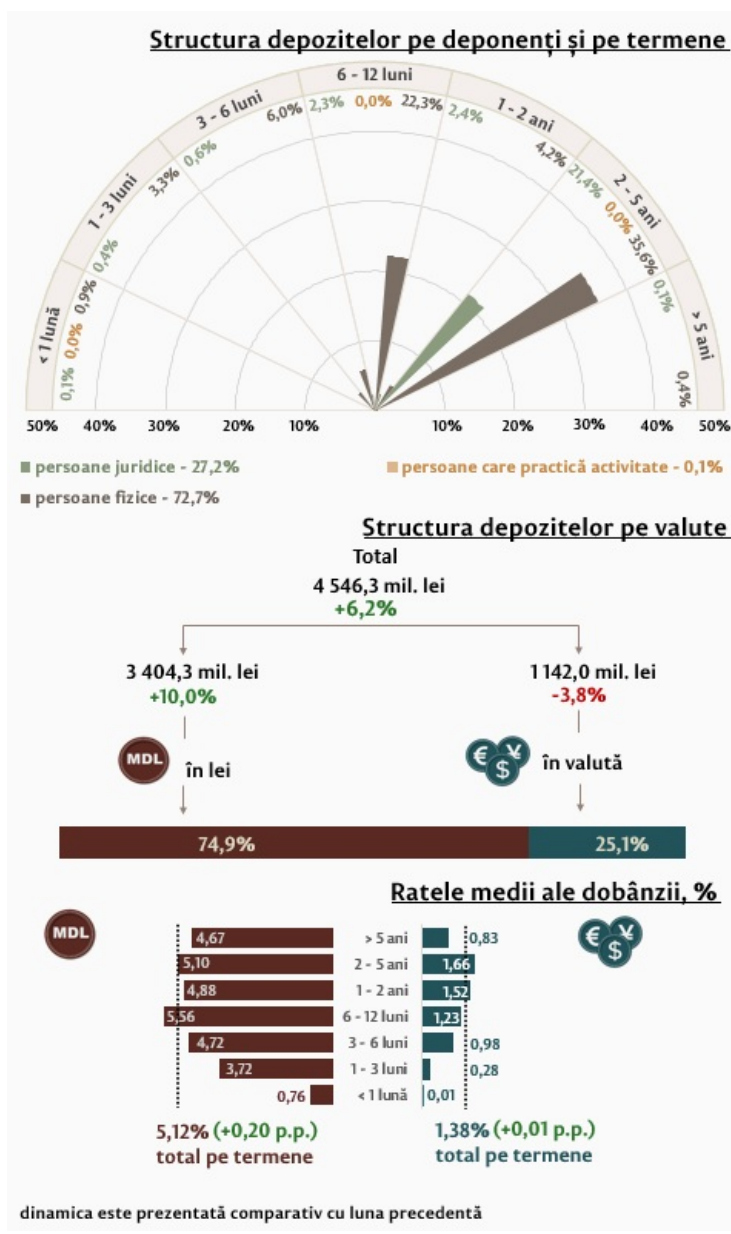 Structura depozitelor pe deponenți și pe termene
6 - 12 luni
3 - 6 luni
1 - 2 ani
1 - 3 luni
2 - 5 ani
< 1 lună
> 5 ani
0,1%
0,0%
0,9%
0,4%
3,3%
0,6%
6,0%
2,3%
0,0%
22,3%
2,4%
4,2%
21,4%
0,0%
35,6%
0,1%
0,4%
50% 40% 30% 20% 10% 10% 20% 30% 40% 50%
persoane juridice - 27,2%
persoane care practică activitate - 0,1%
persoane fizice - 72,7%
Structura depozitelor pe valute
Total
4 546,3 mil. lei
+6,2%
3 404,3 mil. lei
+10,0%
1 142,0 mil. lei
-3,8%
MDL
în lei
€ ¥ $
în valută
74,9%
25,1%
Ratele medii ale dobânzii, %
MDL
€ ¥ $
4,67 > 5 ani 0,83
5,10 2 - 5 ani 1,66
4,88 1 - 2 ani 1,52
5,56 6 - 12 luni 1,23
4,72 3 - 6 luni 0,98
3,72 1 - 3 luni 0,28
0,76 < 1 lună 0,01
5,12% (+0,20 p.p.)
total pe termene
1,38% (+0,01 p.p.)
total pe termene
dinamica este prezentată comparativ cu luna precedentă